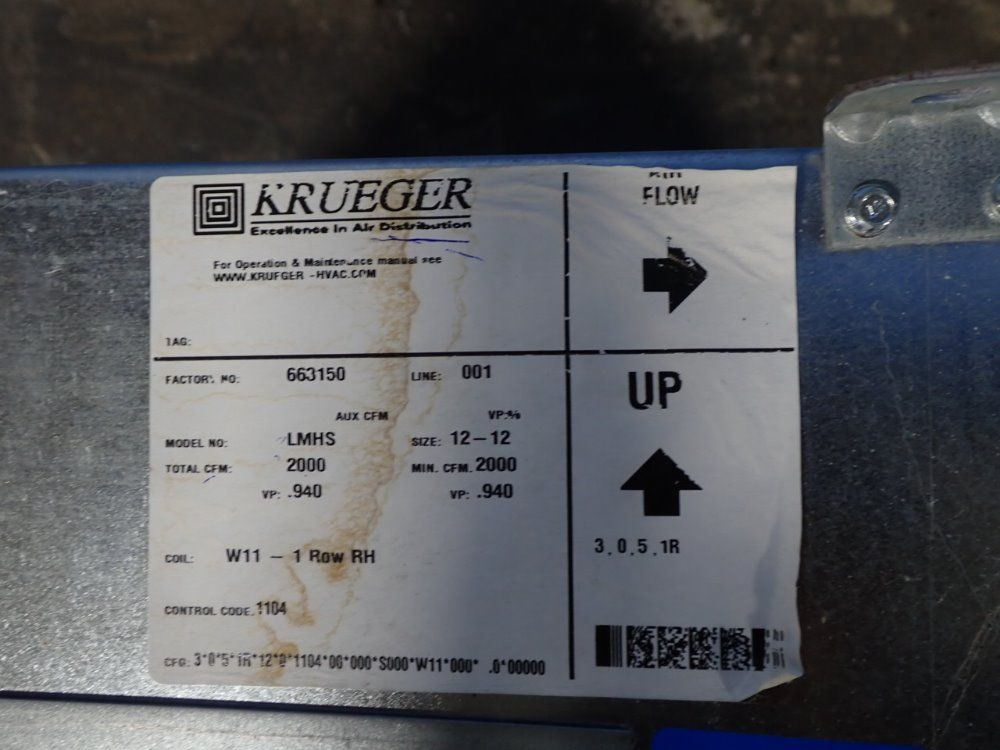 KRUEGER
Excellence In Air Distribution
For Operation & Maintenance manual see
WWW.KRUEGER -HVAC.COM
TAG:
FACTORY NO: 663150 LINE: 001
AUX CFM VP:%
MODEL NO: LMHS SIZE: 12-12
TOTAL CFM: 2000 MIN. CFM. 2000
VP: .940 VP: .940
COIL: W11 - 1 Row RH
CONTROL CODE. 1104
CFG: 3*0*5*1R*12*0*1104*06*000*S000*W11*000* .0*00000
AIR
FLOW
UP
3,0,5,1R